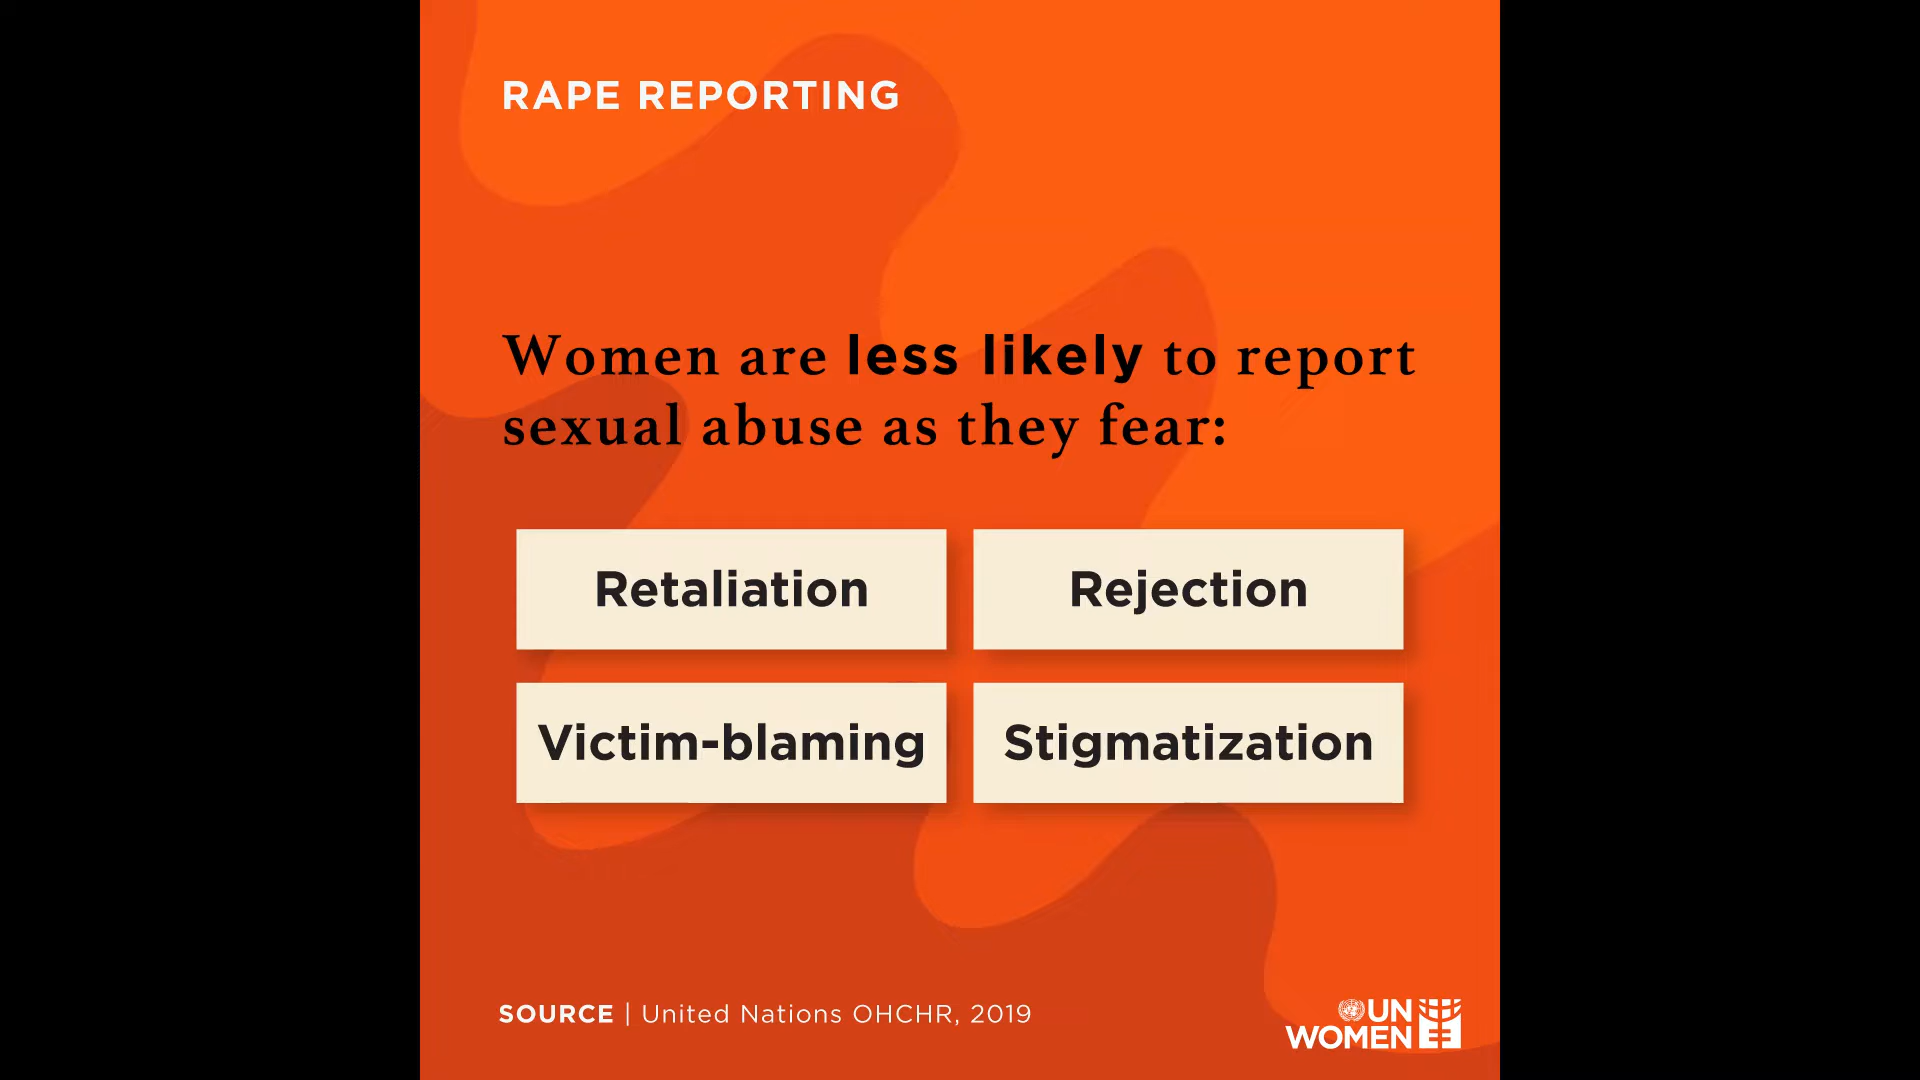 RAPE REPORTING
Women are less likely to report
sexual abuse as they fear:
Retaliation
Rejection
Victim-blaming
Stigmatization
SOURCE | United Nations OHCHR, 2019
UN
WOMEN